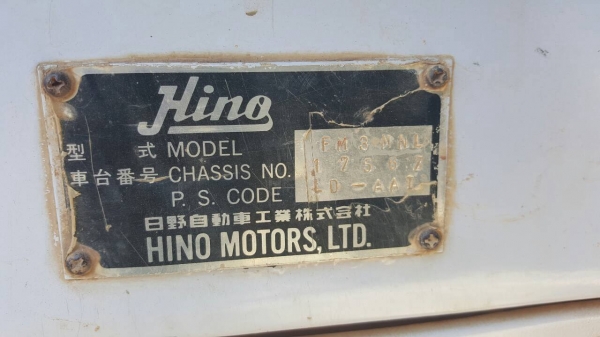 Hino
型 式 MODEL
車台番号 CHASSIS NO.
P. S. CODE
日野自動車工業株式会社
HINO MOTORS, LTD.